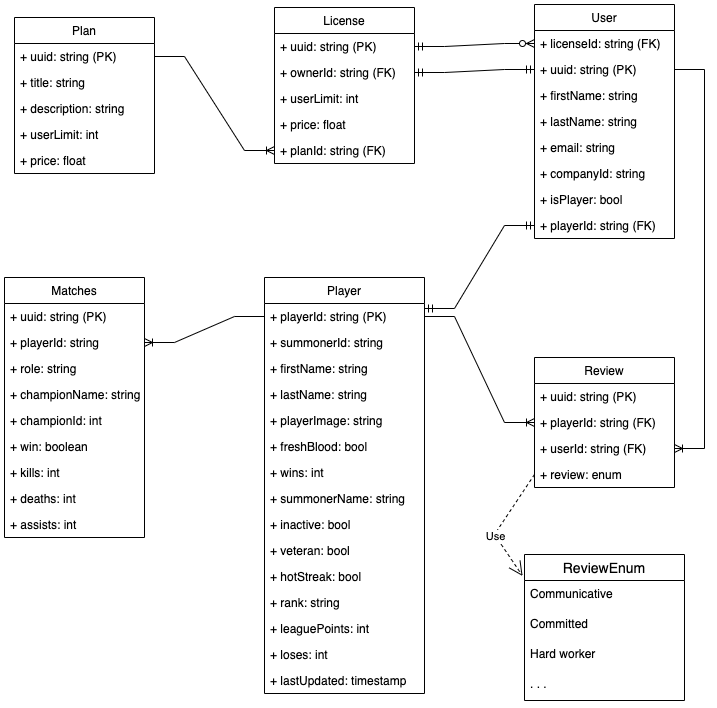 Plan
+ uuid: string (PK)
+ title: string
+ description: string
+ userLimit: int
+ price: float
License
+ uuid: string (PK)
+ ownerId: string (FK)
+ userLimit: int
+ price: float
+ planId: string (FK)
User
+ licenseId: string (FK)
+ uuid: string (PK)
+ firstName: string
+ lastName: string
+ email: string
+ companyId: string
+ isPlayer: bool
+ playerId: string (FK)
Matches
+ uuid: string (PK)
+ playerId: string
+ role: string
+ championName: string
+ championId: int
+ win: boolean
+ kills: int
+ deaths: int
+ assists: int
Player
+ playerId: string (PK)
+ summonerId: string
+ firstName: string
+ lastName: string
+ playerImage: string
+ freshBlood: bool
+ wins: int
+ summonerName: string
+ inactive: bool
+ veteran: bool
+ hotStreak: bool
+ rank: string
+ leaguePoints: int
+ loses: int
+ lastUpdated: timestamp
Review
+ uuid: string (PK)
+ playerId: string (FK)
+ userId: string (FK)
+ review: enum
Use
ReviewEnum
Communicative
Committed
Hard worker
. . .